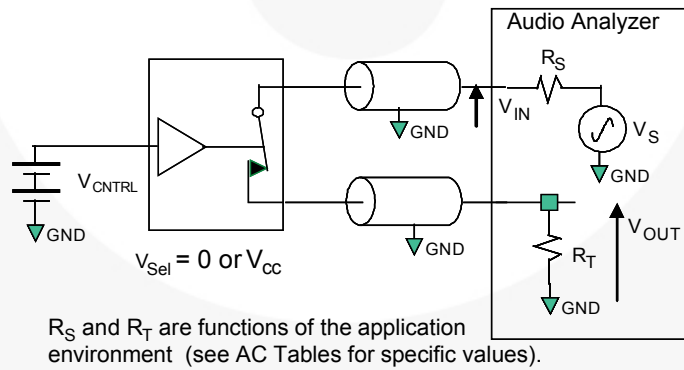 Audio Analyzer
RS
VIN
GND
VS
GND
VCNTRL
GND
GND
VSel = 0 or Vcc
RT
VOUT
GND
RS and RT are functions of the application
environment (see AC Tables for specific values).